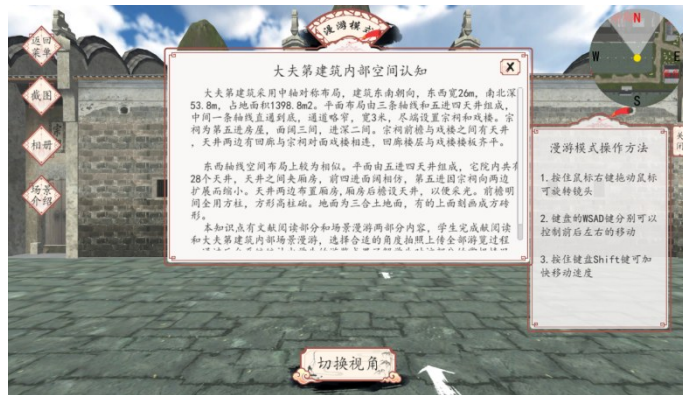 漫游模式
返回
菜单
截图
相册
场景
介绍
N
W
E
S
大夫第建筑内部空间认知
X
大夫第建筑采用中轴对称布局,建筑东南朝向,东西宽26m,南北深
53.8m,占地面积1398.8m2。平面布局由三条轴线和五进四天井组成,
中间一条轴线直通到底,通道略窄,宽3米,尽端设置宗祠和戏楼。宗
祠为第五进房屋,面阔三间,进深二间。宗祠前檐与戏楼之间有天井
,天井两边有回廊与宗祠对面戏楼相连,回廊楼层与戏楼楼板齐平。
东西轴线空间布局上较为相似。平面由五进四天井组成,宅院内共有
28个天井,天井之间夹厢房,前四进面阔相仿,第五进因宗祠向两边
扩展而缩小。天井两边布置厢房,厢房后檐设天井,以便采光。前檐明
间全用方柱,方形高柱础。地面为三合土地面,有的上面刻画成方砖
形。
本知识点有文献阅读部分和场景漫游两部分内容,学生完成献阅读
和大夫第建筑内部场景漫游,选择合适的角度拍照上传全部游览过程
关
闭
漫游模式操作方法
1.按住鼠标右键拖动鼠标
可旋转镜头
2.键盘的WSAD键分别可以
控制前后左右的移动
3.按住键盘Shift键可加
快移动速度
切换视角